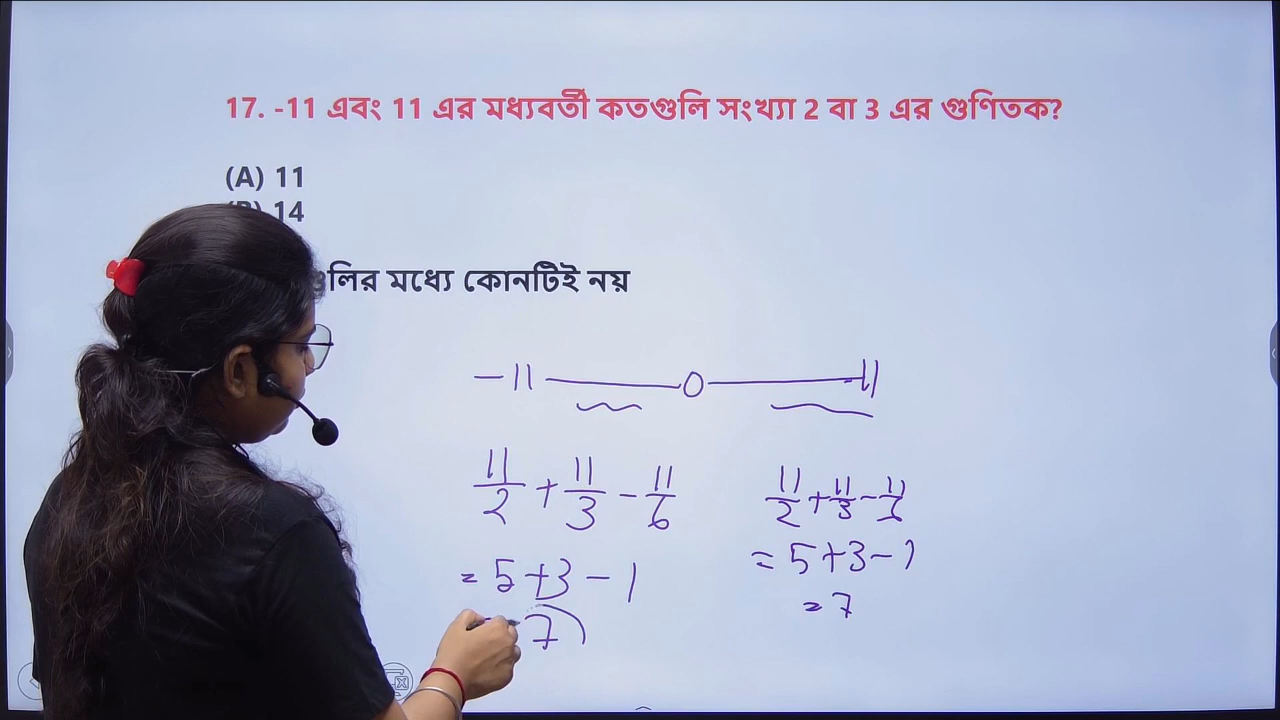 17. -11 এবং 11 এর মধ্যবর্তী কতগুলি সংখ্যা 2 বা 3 এর গুণিতক?
(A) 11
14
গুলির মধ্যে কোনটিই নয়
-11 0 11
11/2 + 11/3 - 11/6
= 5+3-1
7
11/2 + 11/3 - 11/6
= 5+3-1
= 7